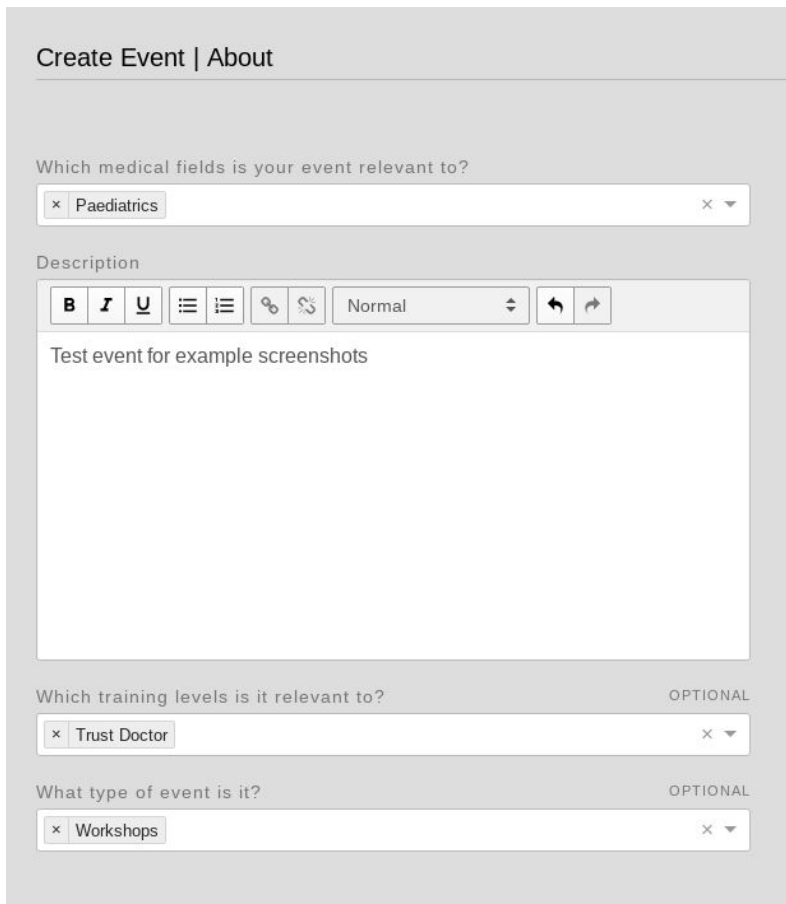 Create Event | About
Which medical fields is your event relevant to?
× Paediatrics
Description
B I U Normal
Test event for example screenshots
Which training levels is it relevant to? OPTIONAL
× Trust Doctor
What type of event is it? OPTIONAL
× Workshops